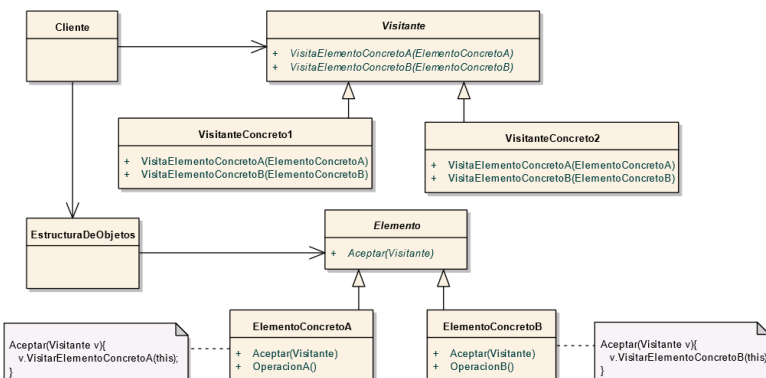 Cliente
Visitante
+ VisitaElementoConcretoA(ElementoConcretoA)
+ VisitaElementoConcretoB(ElementoConcretoB)
VisitanteConcreto1
+ VisitaElementoConcretoA(ElementoConcretoA)
+ VisitaElementoConcretoB(ElementoConcretoB)
VisitanteConcreto2
+ VisitaElementoConcretoA(ElementoConcretoA)
+ VisitaElementoConcretoB(ElementoConcretoB)
EstructuraDeObjetos
Elemento
+ Aceptar(Visitante)
Aceptar(Visitante v){
v.VisitarElementoConcretoA(this);
}
ElementoConcretoA
+ Aceptar(Visitante)
+ OperacionA()
ElementoConcretoB
+ Aceptar(Visitante)
+ OperacionB()
Aceptar(Visitante v){
v.VisitarElementoConcretoB(this)
}